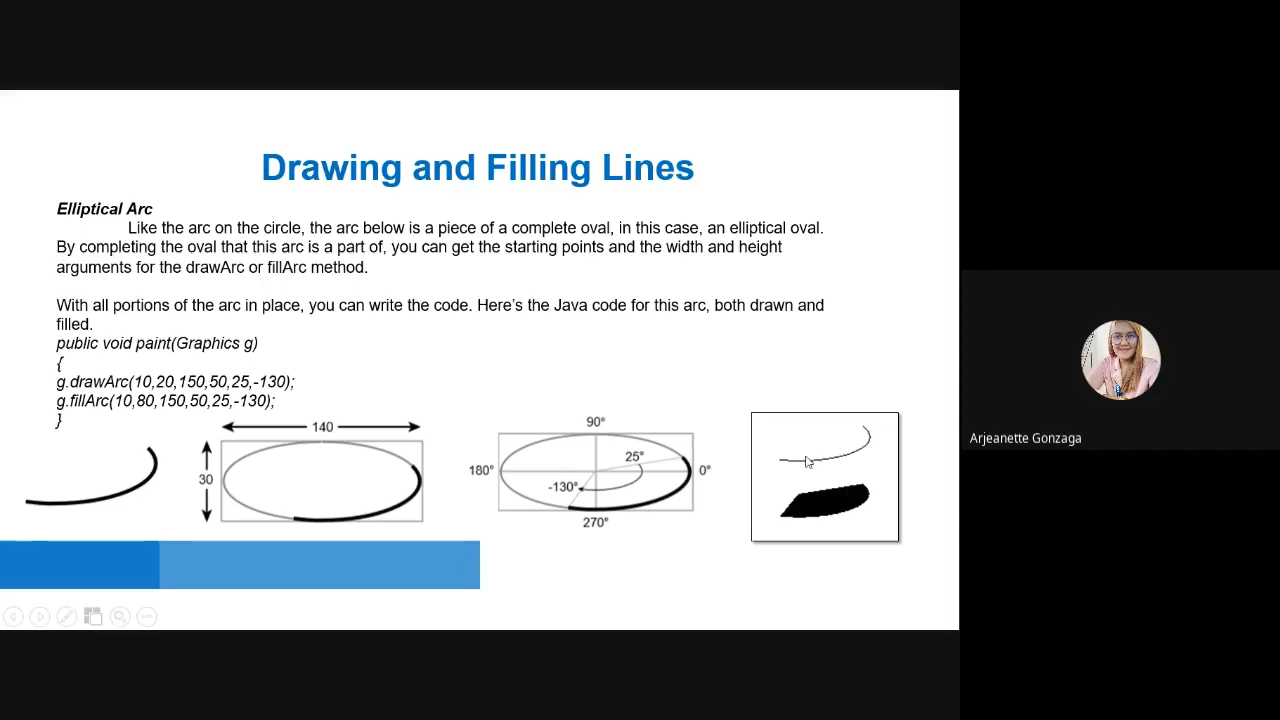 Drawing and Filling Lines
Elliptical Arc
Like the arc on the circle, the arc below is a piece of a complete oval, in this case, an elliptical oval.
By completing the oval that this arc is a part of, you can get the starting points and the width and height
arguments for the drawArc or fillArc method.
With all portions of the arc in place, you can write the code. Here's the Java code for this arc, both drawn and
filled.
public void paint(Graphics g)
{
g.drawArc(10,20,150,50,25,-130);
g.fillArc(10,80,150,50,25,-130);
}
140
30
90°
180°
25°
0°
-130°
270°
Arjeanette Gonzaga